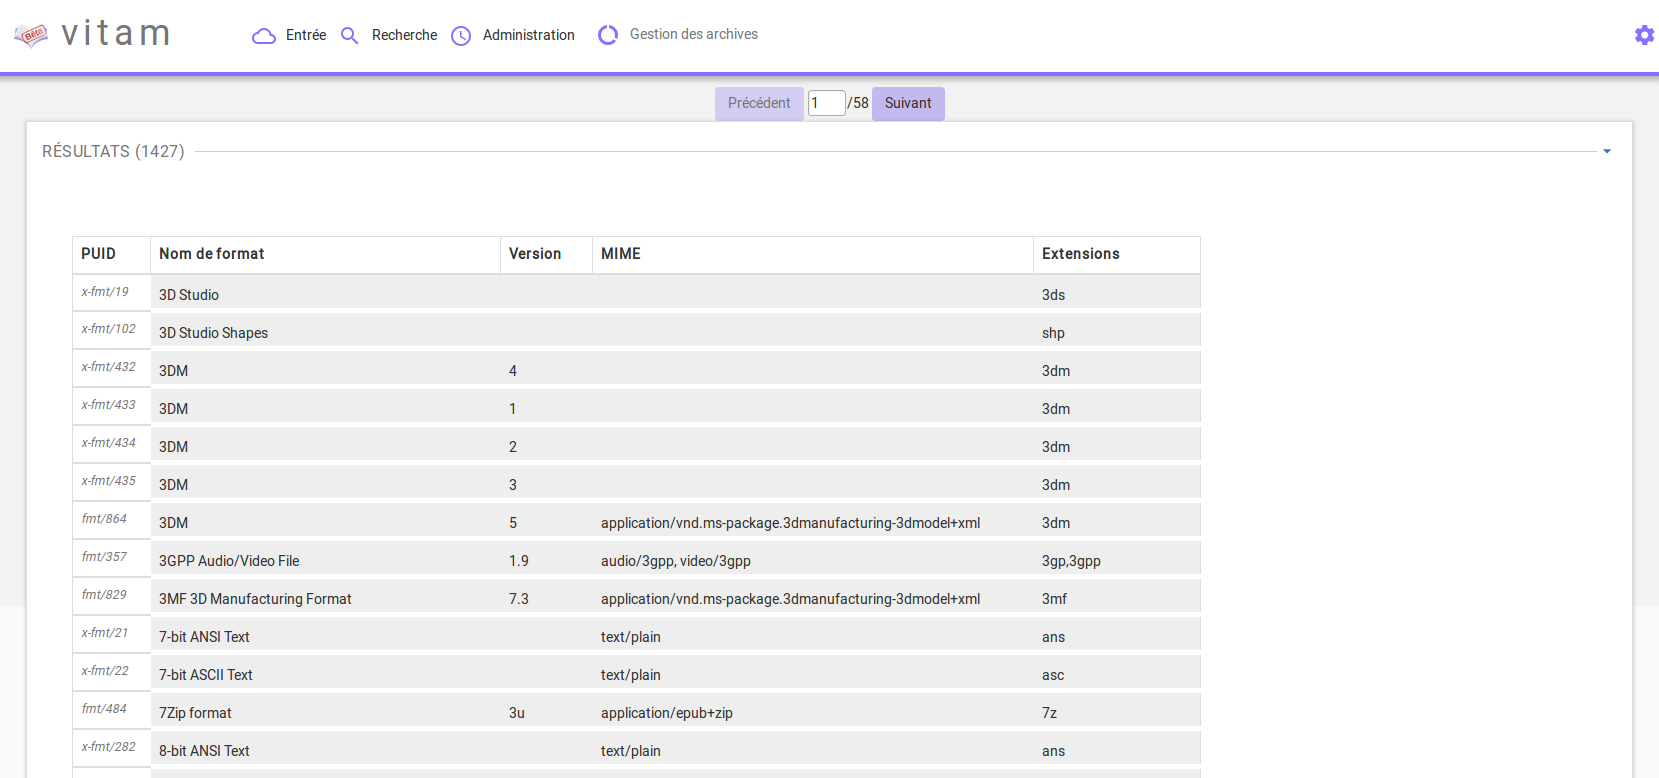 Bêta vitam Entrée Recherche Administration Gestion des archives
Précédent 1 /58 Suivant
RÉSULTATS (1427)
PUID Nom de format Version MIME Extensions
x-fmt/19 3D Studio 3ds
x-fmt/102 3D Studio Shapes shp
x-fmt/432 3DM 4 3dm
x-fmt/433 3DM 1 3dm
x-fmt/434 3DM 2 3dm
x-fmt/435 3DM 3 3dm
fmt/864 3DM 5 application/vnd.ms-package.3dmanufacturing-3dmodel+xml 3dm
fmt/357 3GPP Audio/Video File 1.9 audio/3gpp, video/3gpp 3gp,3gpp
fmt/829 3MF 3D Manufacturing Format 7.3 application/vnd.ms-package.3dmanufacturing-3dmodel+xml 3mf
x-fmt/21 7-bit ANSI Text text/plain ans
x-fmt/22 7-bit ASCII Text text/plain asc
fmt/484 7Zip format 3u application/epub+zip 7z
x-fmt/282 8-bit ANSI Text text/plain ans